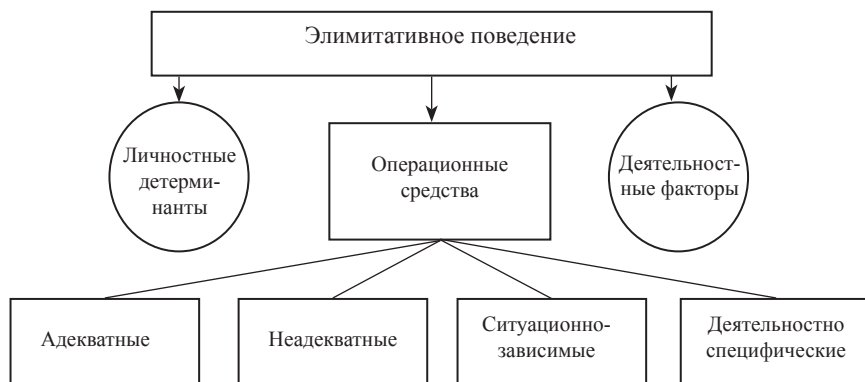 Элимитативное поведение
Личностные
детерми-
нанты
Операционные
средства
Деятельност-
ные факторы
Адекватные
Неадекватные
Ситуационно-
зависимые
Деятельностно
специфические